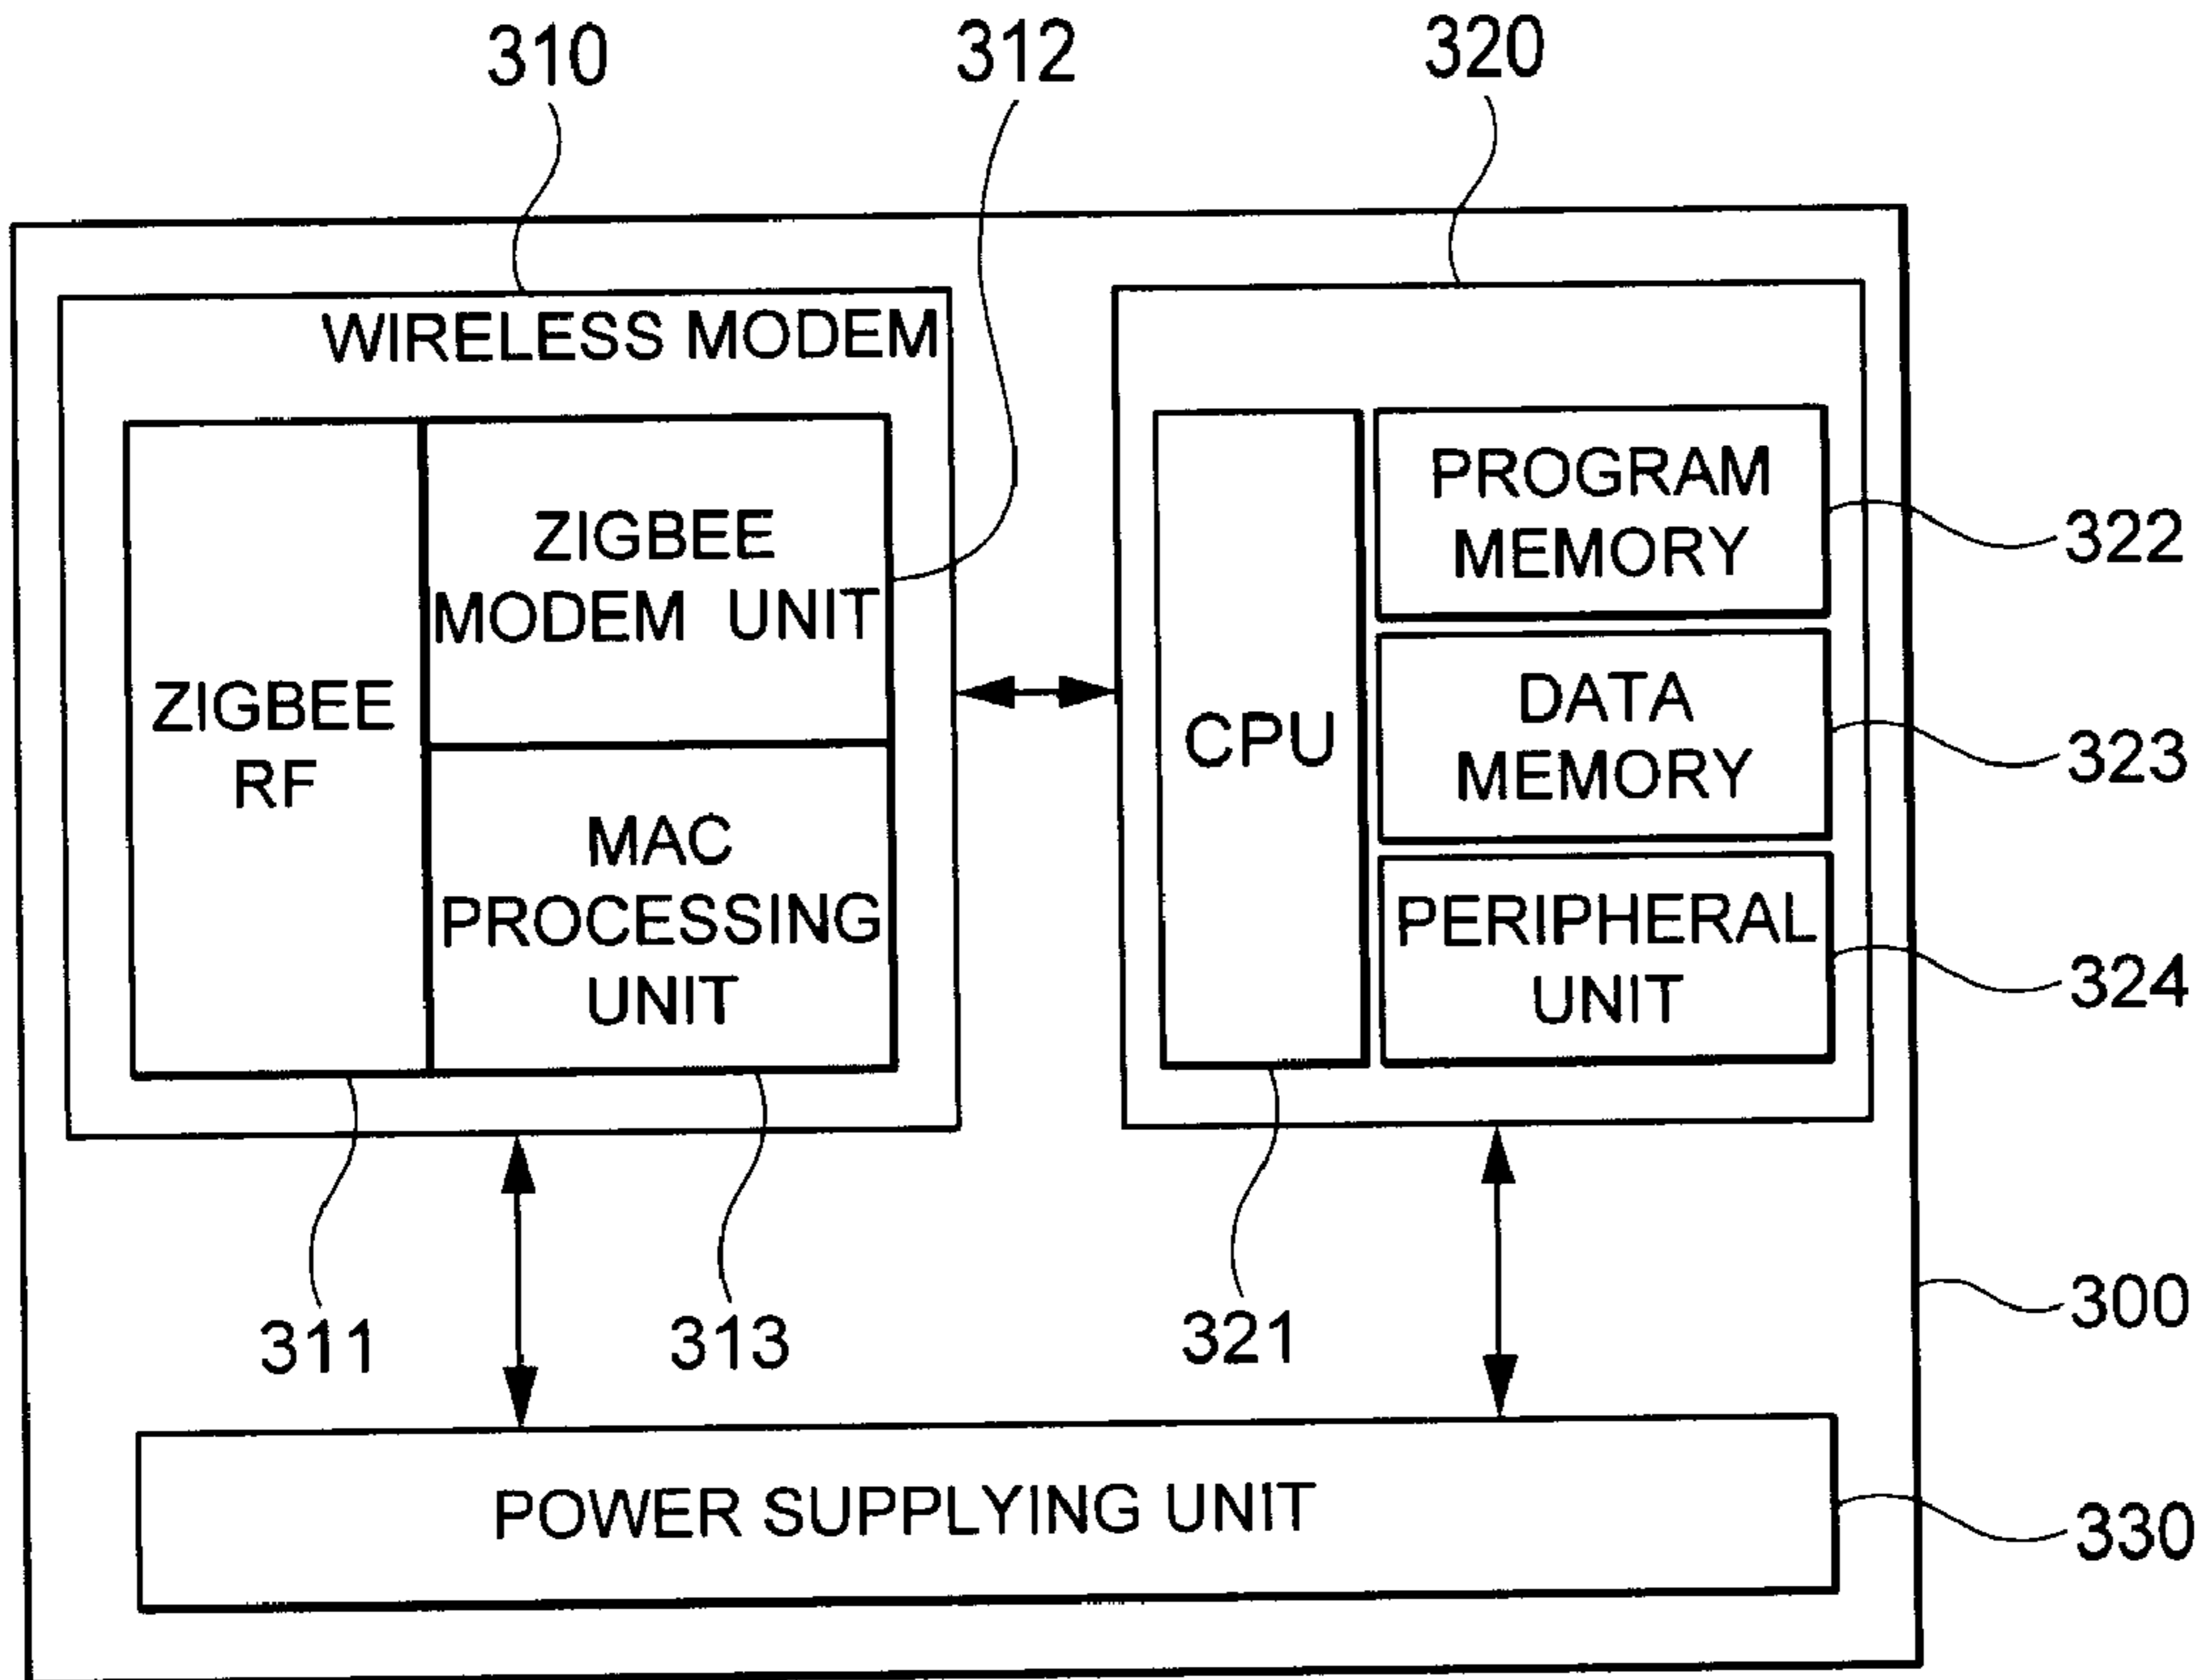 310
312
320
WIRELESS MODEM
ZIGBEE
RF
ZIGBEE
MODEM UNIT
MAC
PROCESSING
UNIT
CPU
PROGRAM
MEMORY
DATA
MEMORY
PERIPHERAL
UNIT
322
323
324
300
311
313
321
POWER SUPPLYING UNIT
330